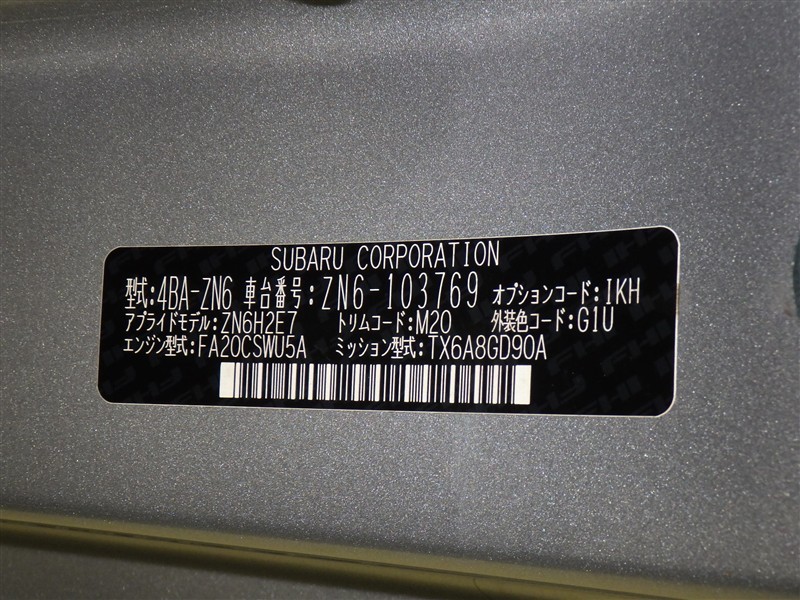 SUBARU CORPORATION
型式:4BA-ZN6 車台番号:ZN6-103769 オプションコード:IKH
アプライドモデル:ZN6H2E7 トリムコード:M20 外装色コード:G1U
エンジン型式:FA20CSWU5A ミッション型式:TX6A8GD90A